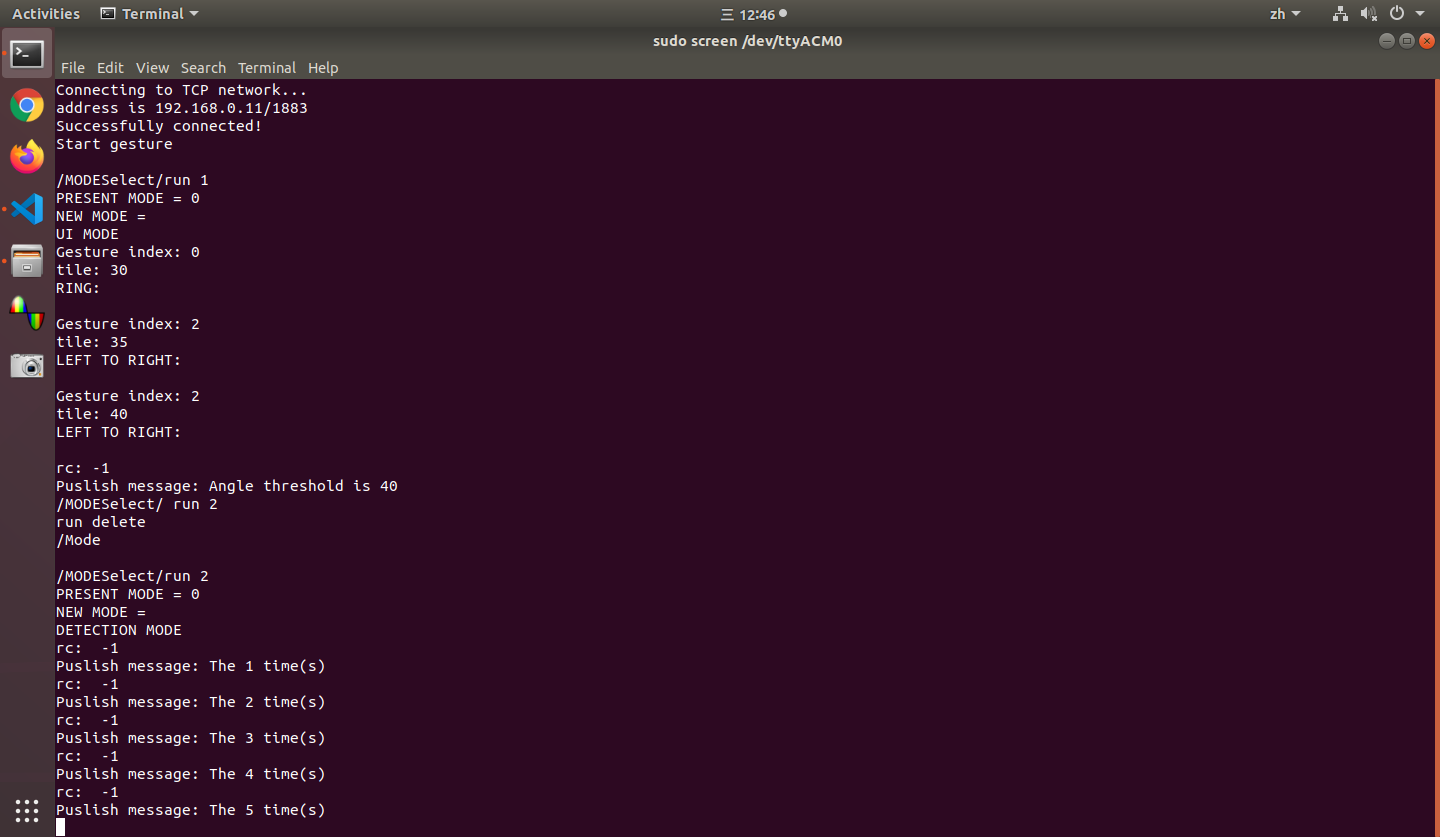 Activities Terminal 三 12:46 zh
sudo screen /dev/ttyACM0
File Edit View Search Terminal Help
Connecting to TCP network...
address is 192.168.0.11/1883
Successfully connected!
Start gesture
/MODESelect/run 1
PRESENT MODE = 0
NEW MODE =
UI MODE
Gesture index: 0
tile: 30
RING:
Gesture index: 2
tile: 35
LEFT TO RIGHT:
Gesture index: 2
tile: 40
LEFT TO RIGHT:
rc: -1
Puslish message: Angle threshold is 40
/MODESelect/ run 2
run delete
/Mode
/MODESelect/run 2
PRESENT MODE = 0
NEW MODE =
DETECTION MODE
rc:  -1
Puslish message: The 1 time(s)
rc:  -1
Puslish message: The 2 time(s)
rc:  -1
Puslish message: The 3 time(s)
rc:  -1
Puslish message: The 4 time(s)
rc:  -1
Puslish message: The 5 time(s)